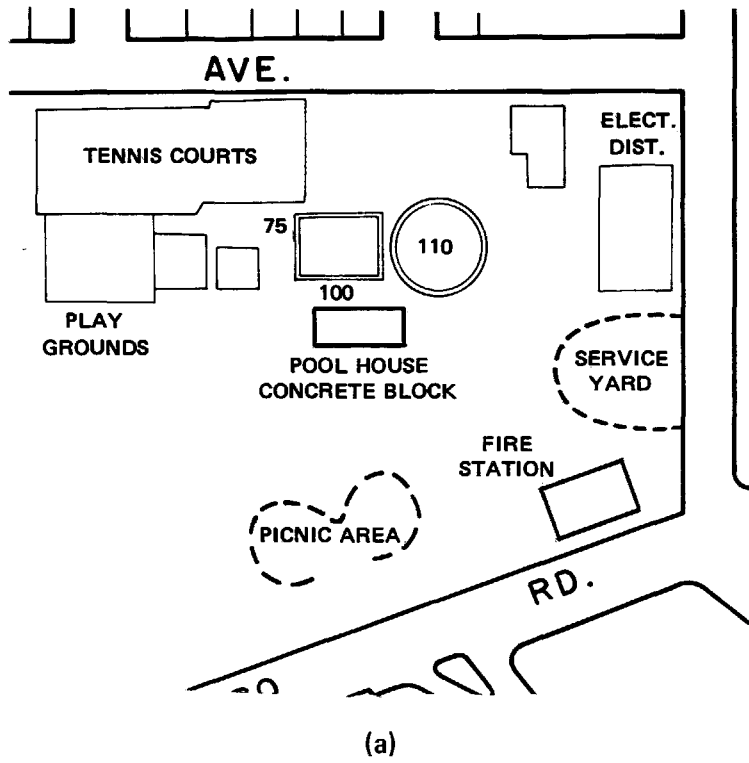 AVE.
ELECT.
DIST.
TENNIS COURTS
75
110
100
PLAY
GROUNDS
POOL HOUSE
CONCRETE BLOCK
SERVICE
YARD
FIRE
STATION
PICNIC AREA
RD.
(a)